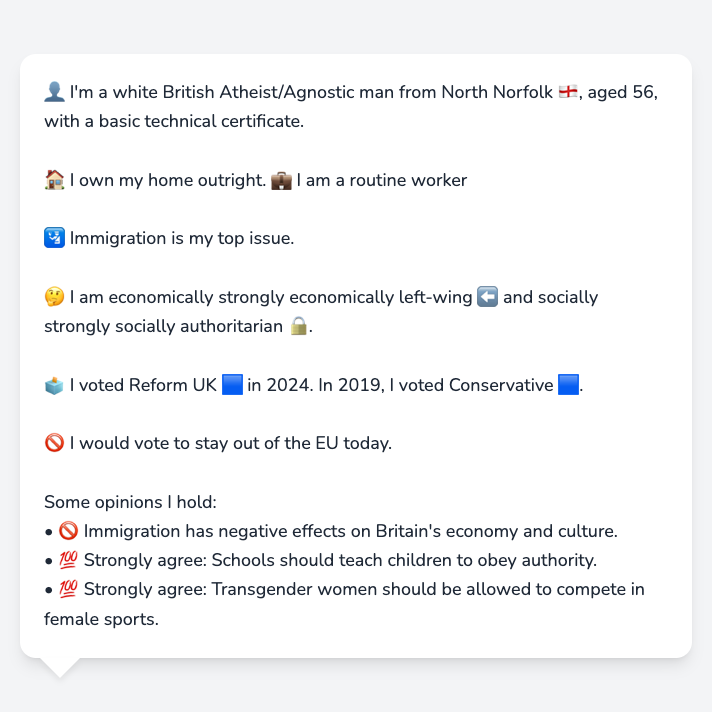 👤 I'm a white British Atheist/Agnostic man from North Norfolk 🏴󠁧󠁢󠁥󠁮󠁧󠁿, aged 56,
with a basic technical certificate.
🏠 I own my home outright. 💼 I am a routine worker
🛂 Immigration is my top issue.
🤔 I am economically strongly economically left-wing ⬅️ and socially
strongly socially authoritarian 🔒.
🗳️ I voted Reform UK 🟦 in 2024. In 2019, I voted Conservative 🟦.
🚫 I would vote to stay out of the EU today.
Some opinions I hold:
• 🚫 Immigration has negative effects on Britain's economy and culture.
• 💯 Strongly agree: Schools should teach children to obey authority.
• 💯 Strongly agree: Transgender women should be allowed to compete in
female sports.